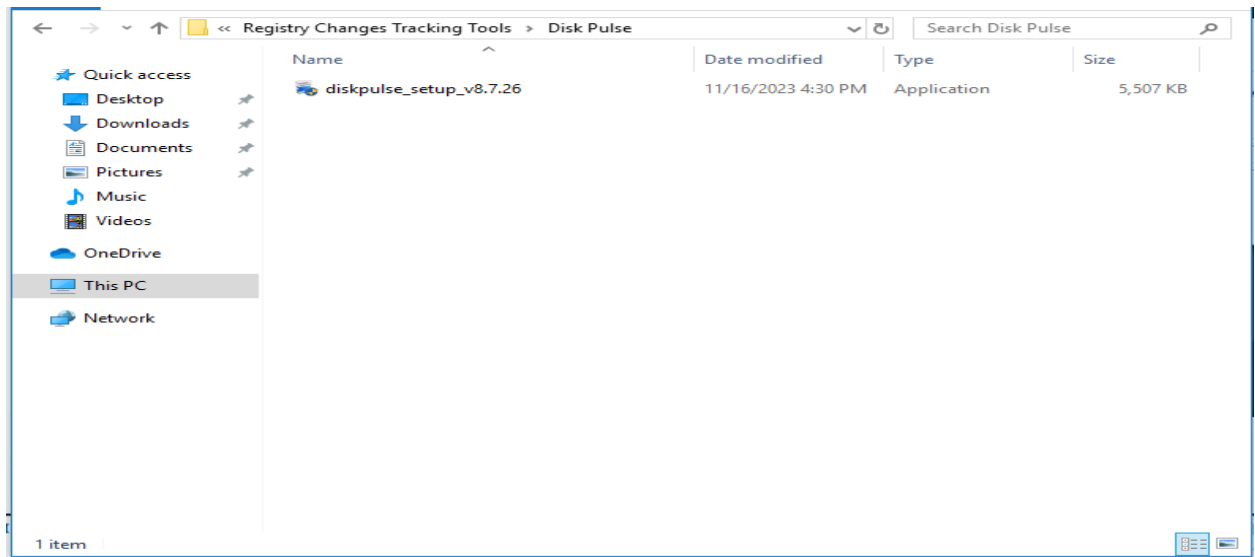 « Registry Changes Tracking Tools > Disk Pulse
Search Disk Pulse
Name Date modified Type Size
diskpulse_setup_v8.7.26 11/16/2023 4:30 PM Application 5,507 KB
Quick access
Desktop
Downloads
Documents
Pictures
Music
Videos
OneDrive
This PC
Network
1 item